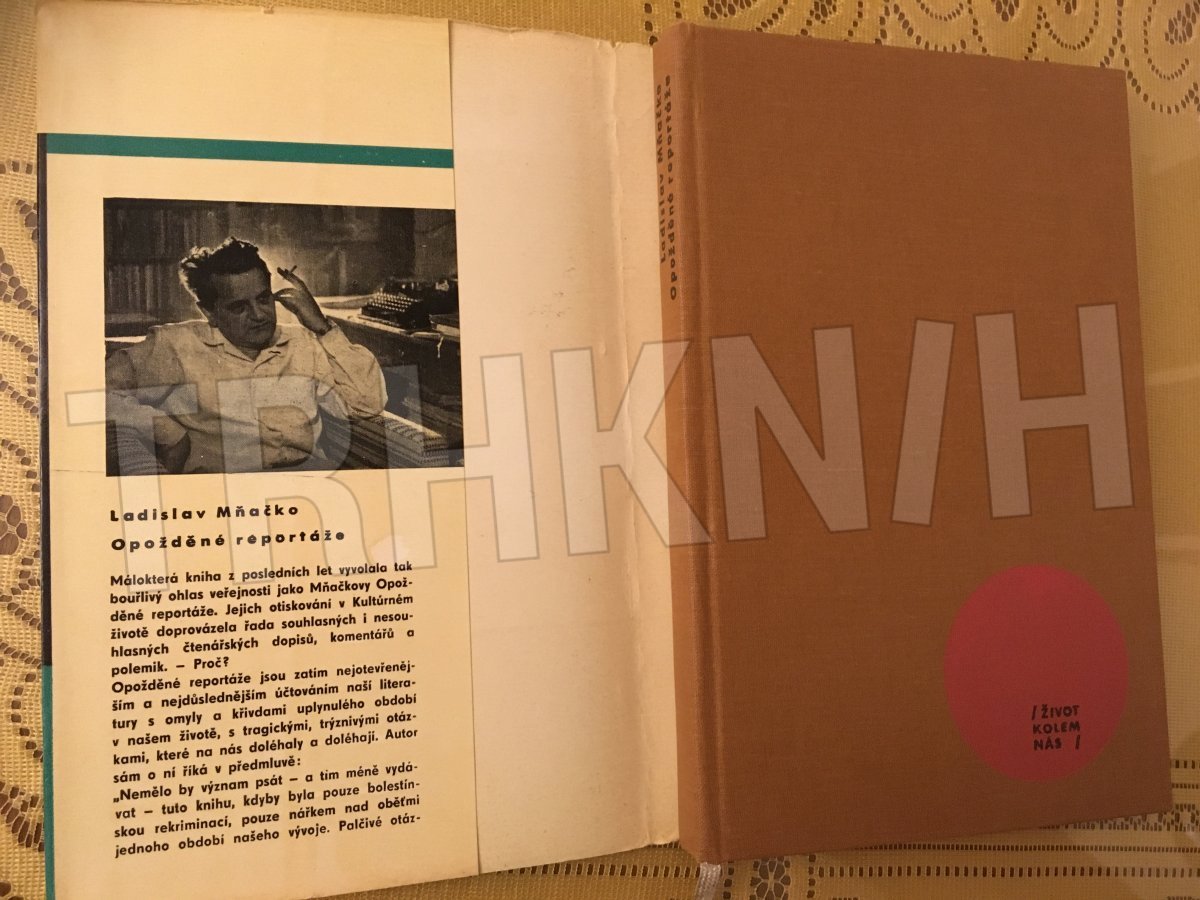 Ladislav Mňačko
Opožděné reportáže
Málokterá kniha z posledních let vyvolala tak
bouřlivý ohlas veřejnosti jako Mňačkovy Opož-
děné reportáže. Jejich otiskování v Kultúrném
životě doprovázela řada souhlasných i nesou-
hlasných čtenářských dopisů, komentářů a
polemik. – Proč?
Opožděné reportáže jsou zatím nejotevřeněj-
ším a nejdůslednějším účtováním naší litera-
tury s omyly a křivdami uplynulého období
v našem životě, s tragickými, trýznivými otáz-
kami, které na nás doléhaly a doléhají. Autor
sám o ní říká v předmluvě:
„Nemělo by význam psát – a tím méně vydá-
vat – tuto knihu, kdyby byla pouze bolestín-
skou rekriminací, pouze nářkem nad oběťmi
jednoho období našeho vývoje. Palčivé otáz-
Ladislav Mňačko
Opožděné reportáže
/ ŽIVOT
KOLEM
NÁS /
TRHKNIH